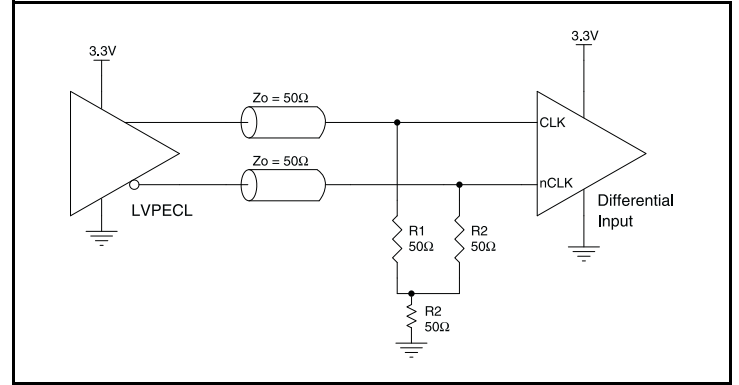 3.3V
3.3V
Zo = 50Ω
CLK
Zo = 50Ω
nCLK
LVPECL
Differential
Input
R1
50Ω
R2
50Ω
R2
50Ω